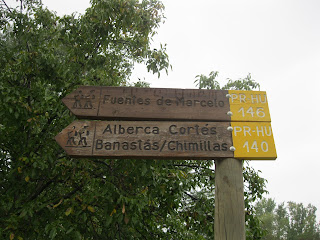 Fuentes de Marcelo
PR-HU
146
Alberca Cortés
Banastás/Chimillas
PR-HU
140